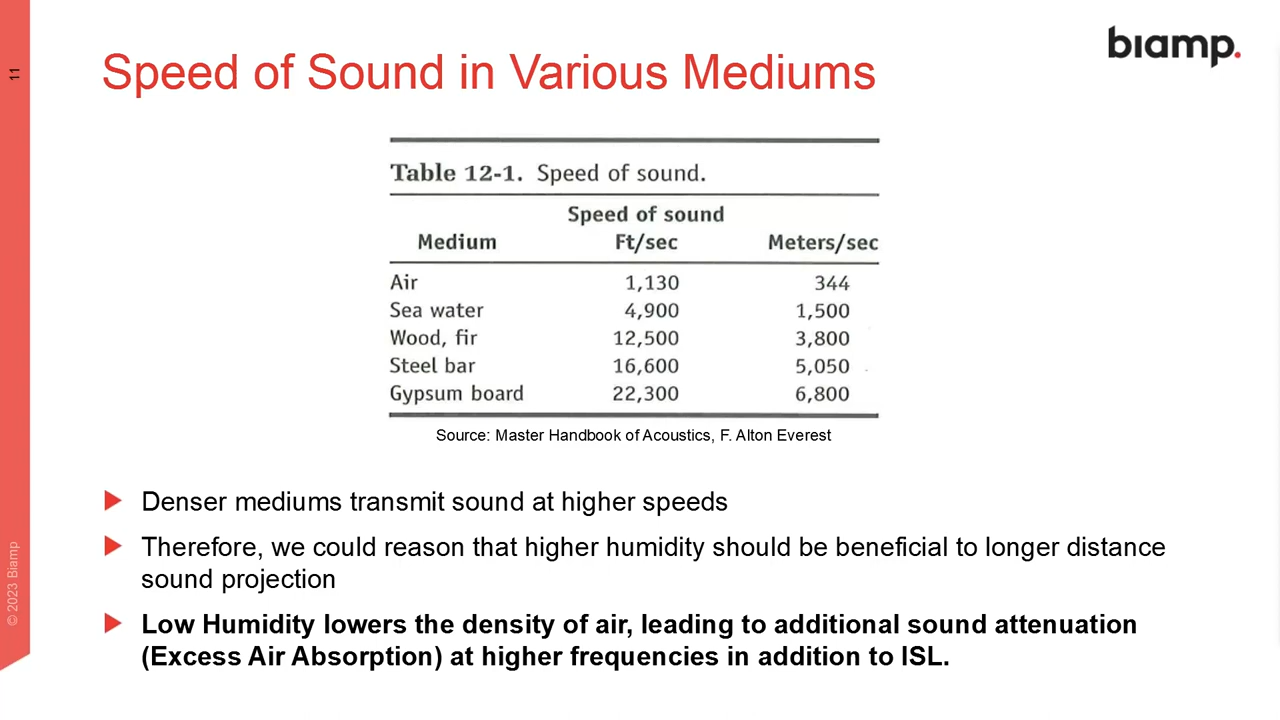 11
biamp.
Speed of Sound in Various Mediums
Table 12-1. Speed of sound.
Speed of sound
Medium Ft/sec Meters/sec
Air 1,130 344
Sea water 4,900 1,500
Wood, fir 12,500 3,800
Steel bar 16,600 5,050
Gypsum board 22,300 6,800
Source: Master Handbook of Acoustics, F. Alton Everest
Denser mediums transmit sound at higher speeds
Therefore, we could reason that higher humidity should be beneficial to longer distance
sound projection
Low Humidity lowers the density of air, leading to additional sound attenuation
(Excess Air Absorption) at higher frequencies in addition to ISL.
© 2023 Biamp